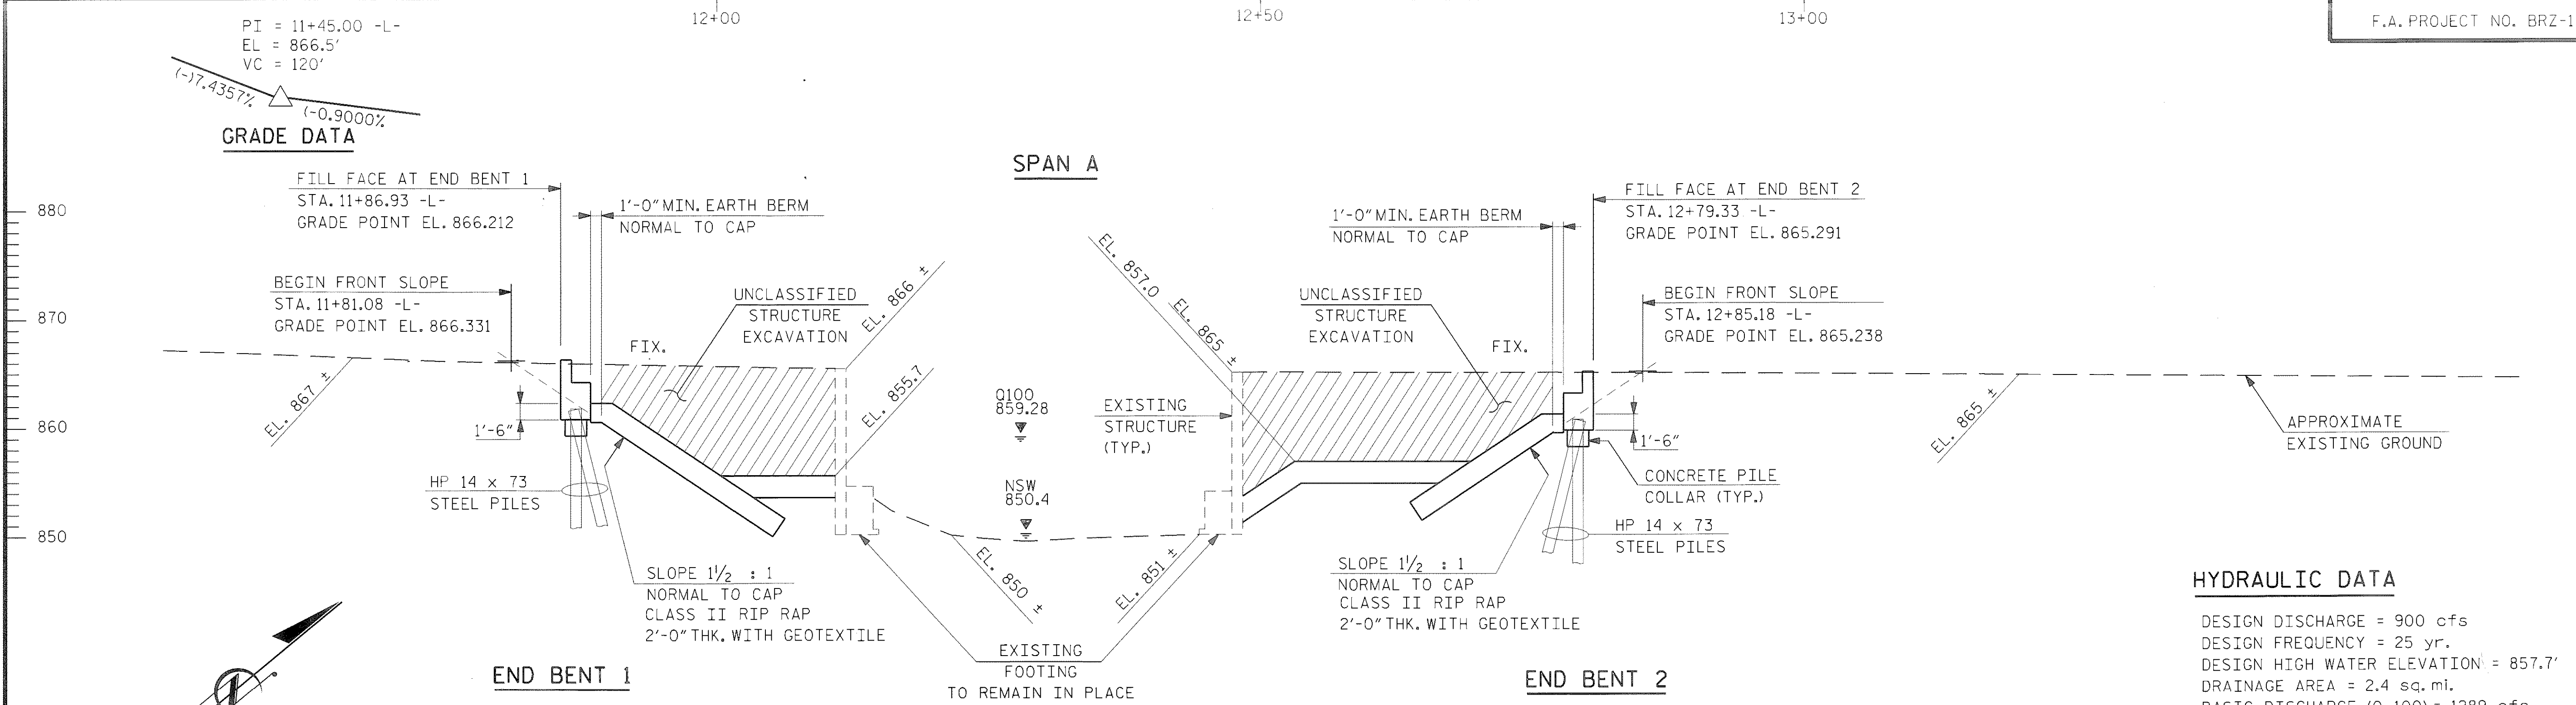 12+00
12+50
13+00
F.A. PROJECT NO. BRZ-1
PI = 11+45.00 -L-
EL = 866.5'
VC = 120'
(-)7.4357%
(-0.9000%
GRADE DATA
SPAN A
FILL FACE AT END BENT 1
STA. 11+86.93 -L-
GRADE POINT EL. 866.212
1'-0" MIN. EARTH BERM
NORMAL TO CAP
1'-0" MIN. EARTH BERM
NORMAL TO CAP
FILL FACE AT END BENT 2
STA. 12+79.33 -L-
GRADE POINT EL. 865.291
880
870
860
850
BEGIN FRONT SLOPE
STA. 11+81.08 -L-
GRADE POINT EL. 866.331
UNCLASSIFIED
STRUCTURE
EXCAVATION
EL. 866 ±
EL. 857.0
EL. 865 ±
UNCLASSIFIED
STRUCTURE
EXCAVATION
BEGIN FRONT SLOPE
STA. 12+85.18 -L-
GRADE POINT EL. 865.238
FIX.
FIX.
EL. 867 ±
EL. 855.7
Q100
859.28
EXISTING
STRUCTURE
(TYP.)
EL. 865 ±
APPROXIMATE
EXISTING GROUND
1'-6"
1'-6"
HP 14 x 73
STEEL PILES
NSW
850.4
CONCRETE PILE
COLLAR (TYP.)
HP 14 x 73
STEEL PILES
EL. 850 ±
EL. 851 ±
SLOPE 1½ : 1
NORMAL TO CAP
CLASS II RIP RAP
2'-0" THK. WITH GEOTEXTILE
SLOPE 1½ : 1
NORMAL TO CAP
CLASS II RIP RAP
2'-0" THK. WITH GEOTEXTILE
EXISTING
FOOTING
TO REMAIN IN PLACE
END BENT 1
END BENT 2
HYDRAULIC DATA
DESIGN DISCHARGE = 900 cfs
DESIGN FREQUENCY = 25 yr.
DESIGN HIGH WATER ELEVATION = 857.7'
DRAINAGE AREA = 2.4 sq. mi.
BASIC DISCHARGE (Q 100) = 1289 cfs